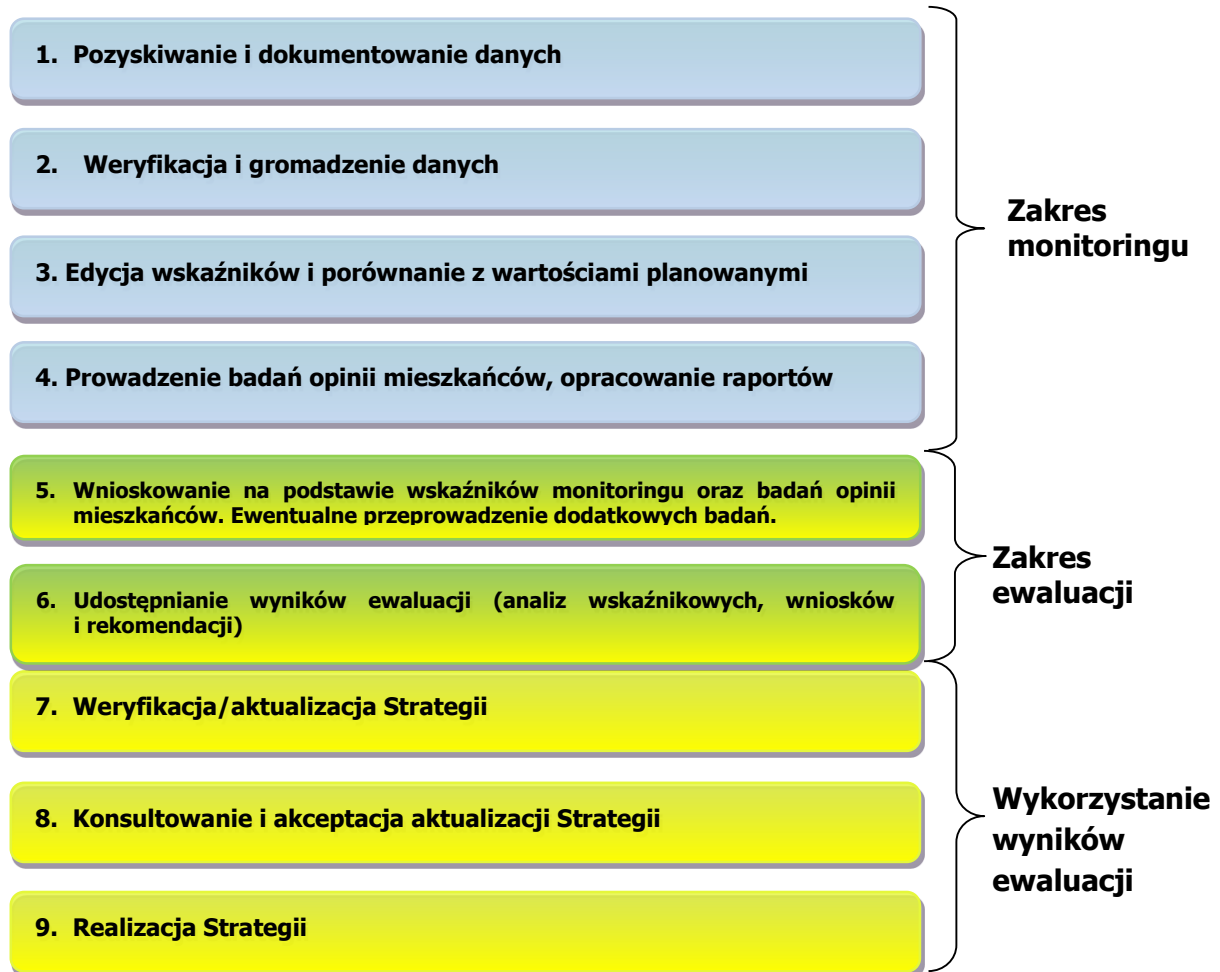 1. Pozyskiwanie i dokumentowanie danych
2. Weryfikacja i gromadzenie danych
3. Edycja wskaźników i porównanie z wartościami planowanymi
4. Prowadzenie badań opinii mieszkańców, opracowanie raportów
Zakres
monitoringu
5. Wnioskowanie na podstawie wskaźników monitoringu oraz badań opinii
mieszkańców. Ewentualne przeprowadzenie dodatkowych badań.
6. Udostępnianie wyników ewaluacji (analiz wskaźnikowych, wniosków
i rekomendacji)
Zakres
ewaluacji
7. Weryfikacja/aktualizacja Strategii
8. Konsultowanie i akceptacja aktualizacji Strategii
9. Realizacja Strategii
Wykorzystanie
wyników
ewaluacji